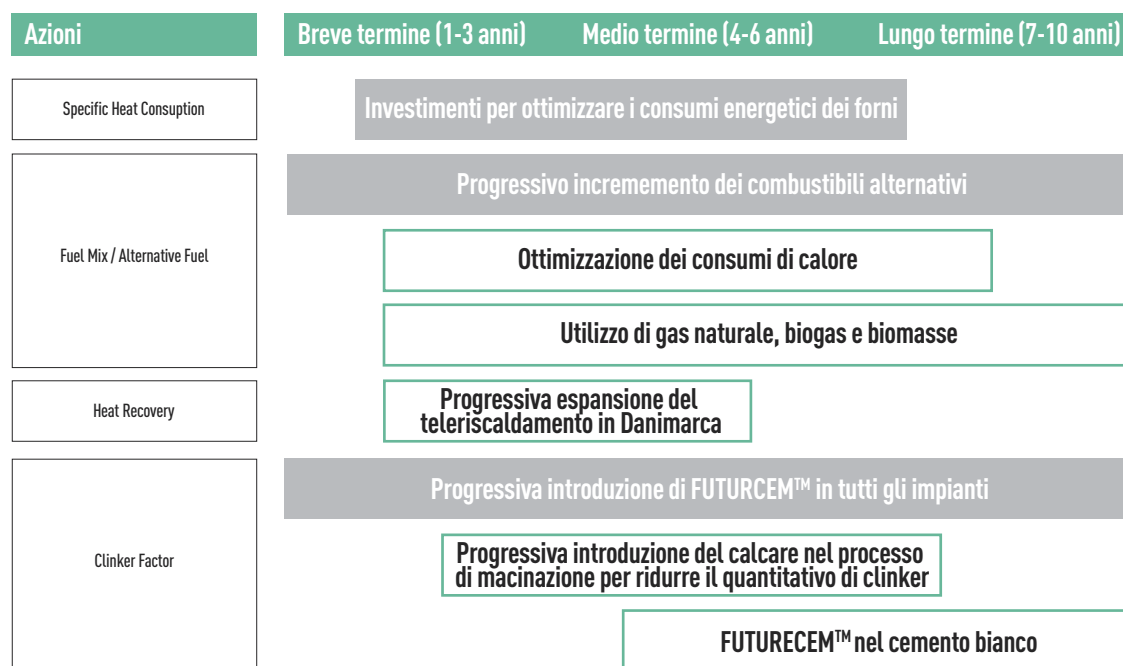 Azioni
Breve termine (1-3 anni) Medio termine (4-6 anni) Lungo termine (7-10 anni)
Specific Heat Consuption
Investimenti per ottimizzare i consumi energetici dei forni
Fuel Mix / Alternative Fuel
Progressivo incremento dei combustibili alternativi
Ottimizzazione dei consumi di calore
Utilizzo di gas naturale, biogas e biomasse
Heat Recovery
Progressiva espansione del
teleriscaldamento in Danimarca
Clinker Factor
Progressiva introduzione di FUTURCEM™ in tutti gli impianti
Progressiva introduzione del calcare nel processo
di macinazione per ridurre il quantitativo di clinker
FUTURECEM™ nel cemento bianco